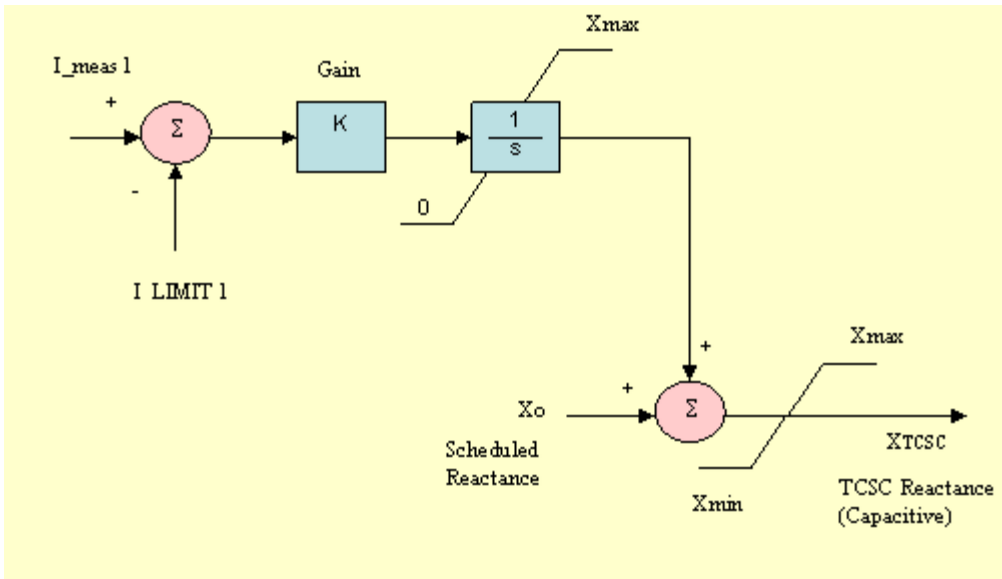 Xmax
I_meas 1
Gain
+
Σ
K
1
s
-
0
I LIMIT 1
Xmax
+
+
Σ
Xo
XTCSC
Scheduled
Reactance
Xmin
TCSC Reactance
(Capacitive)